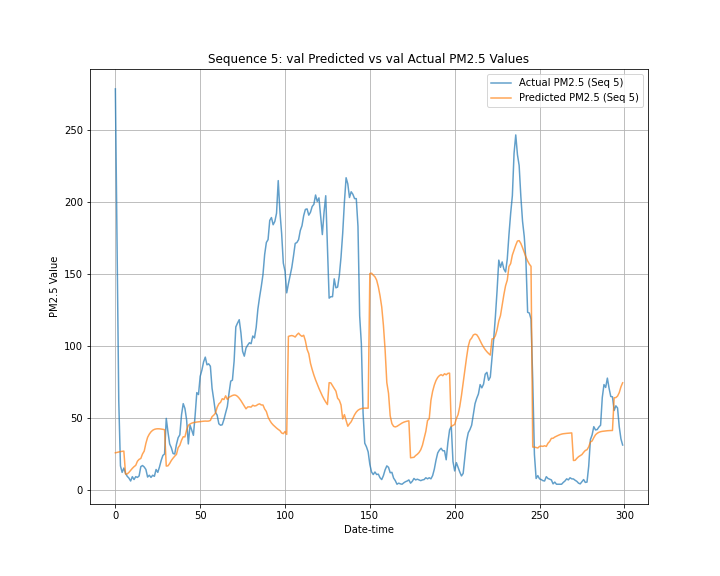 Sequence 5: val Predicted vs val Actual PM2.5 Values
Actual PM2.5 (Seq 5)
Predicted PM2.5 (Seq 5)
PM2.5 Value
250
200
150
100
50
0
0 50 100 150 200 250 300
Date-time